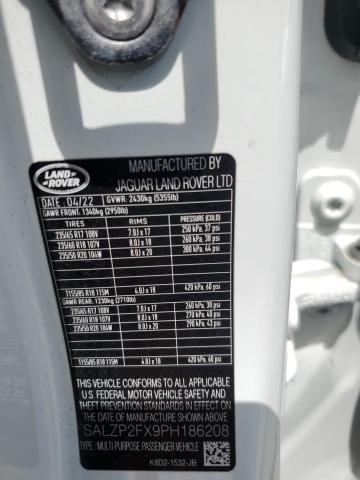 LAND
ROVER
MANUFACTURED BY
JAGUAR LAND ROVER LTD
DATE: 04/22 GVWR: 2430kg (5355lb)
GAWR FRONT: 1340kg (2950lb)
TIRES RIMS PRESSURE (COLD)
235/65 R17 108V 7.0J x 17 250 kPa, 37 psi
235/60 R18 107V 8.0J x 18 260 kPa, 38 psi
235/50 R20 104W 8.0J x 20 300 kPa, 44 psi
T155/85 R18 115M 4.0J x 18 420 kPa, 60 psi
GAWR REAR: 1230kg (2710lb)
235/65 R17 108V 7.0J x 17 260 kPa, 38 psi
235/60 R18 107V 8.0J x 18 270 kPa, 40 psi
235/50 R20 104W 8.0J x 20 290 kPa, 43 psi
T155/85 R18 115M 4.0J x 18 420 kPa, 60 psi
THIS VEHICLE CONFORMS TO ALL APPLICABLE
U.S. FEDERAL MOTOR VEHICLE SAFETY, BUMPER,
AND THEFT PREVENTION STANDARDS IN EFFECT ON
THE DATE OF MANUFACTURE SHOWN ABOVE.
SALZP2FX9PH186208
TYPE: MULTI-PURPOSE PASSENGER VEHICLE
K8D2-1532-JB